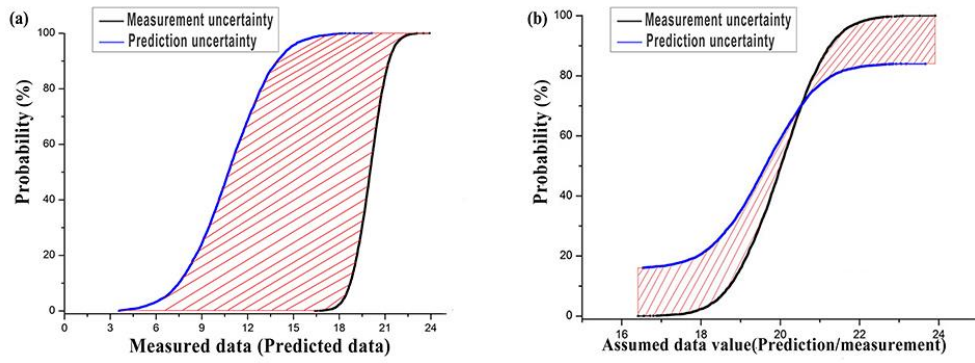 (a)
Measurement uncertainty
Prediction uncertainty
Probability (%)
100
80
60
40
20
0
0 3 6 9 12 15 18 21 24
Measured data (Predicted data)
(b)
Measurement uncertainty
Prediction uncertainty
Probability (%)
100
80
60
40
20
0
16 18 20 22 24
Assumed data value(Prediction/measurement)